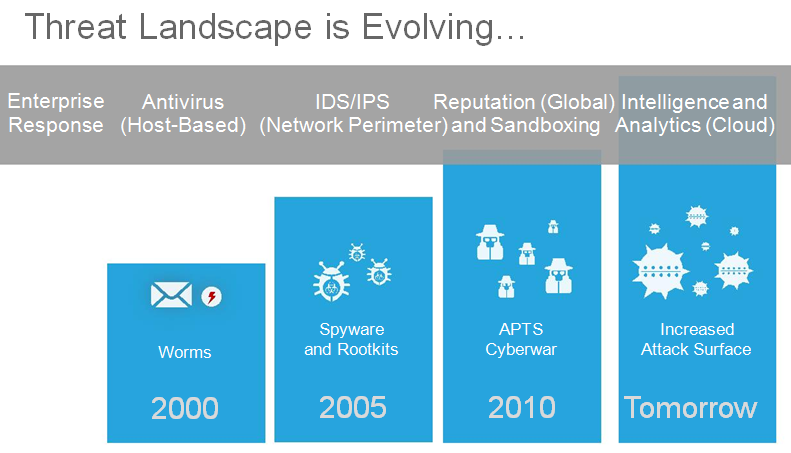 Threat Landscape is Evolving...
Enterprise
Response
Antivirus
(Host-Based)
IDS/IPS
(Network Perimeter)
Reputation (Global)
and Sandboxing
Intelligence and
Analytics (Cloud)
Worms
2000
Spyware
and Rootkits
2005
APTS
Cyberwar
2010
Increased
Attack Surface
Tomorrow